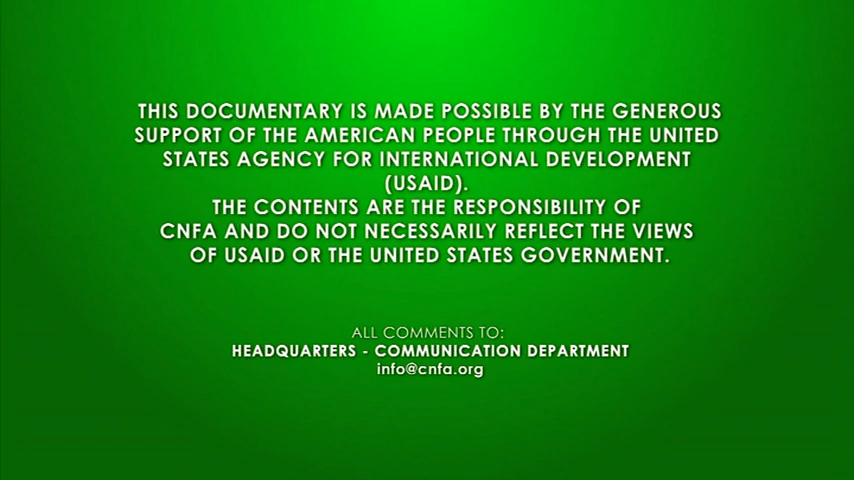 THIS DOCUMENTARY IS MADE POSSIBLE BY THE GENEROUS
SUPPORT OF THE AMERICAN PEOPLE THROUGH THE UNITED
STATES AGENCY FOR INTERNATIONAL DEVELOPMENT
(USAID).
THE CONTENTS ARE THE RESPONSIBILITY OF
CNFA AND DO NOT NECESSARILY REFLECT THE VIEWS
OF USAID OR THE UNITED STATES GOVERNMENT.
ALL COMMENTS TO:
HEADQUARTERS - COMMUNICATION DEPARTMENT
info@cnfa.org